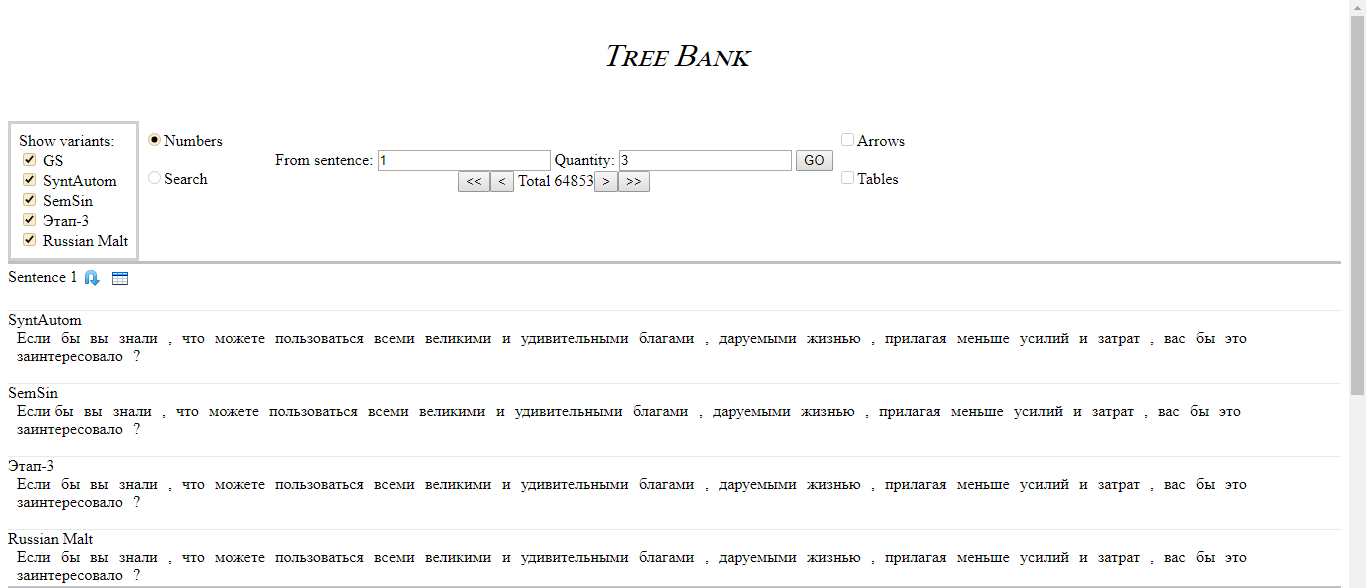 Tree Bank
Show variants:
GS
SyntAutom
SemSin
Этап-3
Russian Malt
Numbers
Search
From sentence: 1 Quantity: 3 GO
<< < Total 64853 > >>
Arrows
Tables
Sentence 1
SyntAutom
Если бы вы знали , что можете пользоваться всеми великими и удивительными благами , даруемыми жизнью , прилагая меньше усилий и затрат , вас бы это
заинтересовало ?
SemSin
Если бы вы знали , что можете пользоваться всеми великими и удивительными благами , даруемыми жизнью , прилагая меньше усилий и затрат , вас бы это
заинтересовало ?
Этап-3
Если бы вы знали , что можете пользоваться всеми великими и удивительными благами , даруемыми жизнью , прилагая меньше усилий и затрат , вас бы это
заинтересовало ?
Russian Malt
Если бы вы знали , что можете пользоваться всеми великими и удивительными благами , даруемыми жизнью , прилагая меньше усилий и затрат , вас бы это
заинтересовало ?